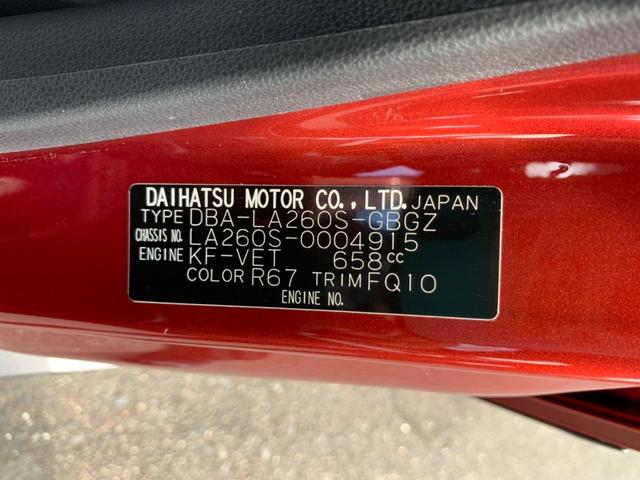 DAIHATSU MOTOR CO., LTD. JAPAN
TYPE DBA-LA260S-GBGZ
CHASSIS NO. LA260S-0004915
ENGINE KF-VET 658cc
COLOR R67 TRIM FQ10
ENGINE NO.